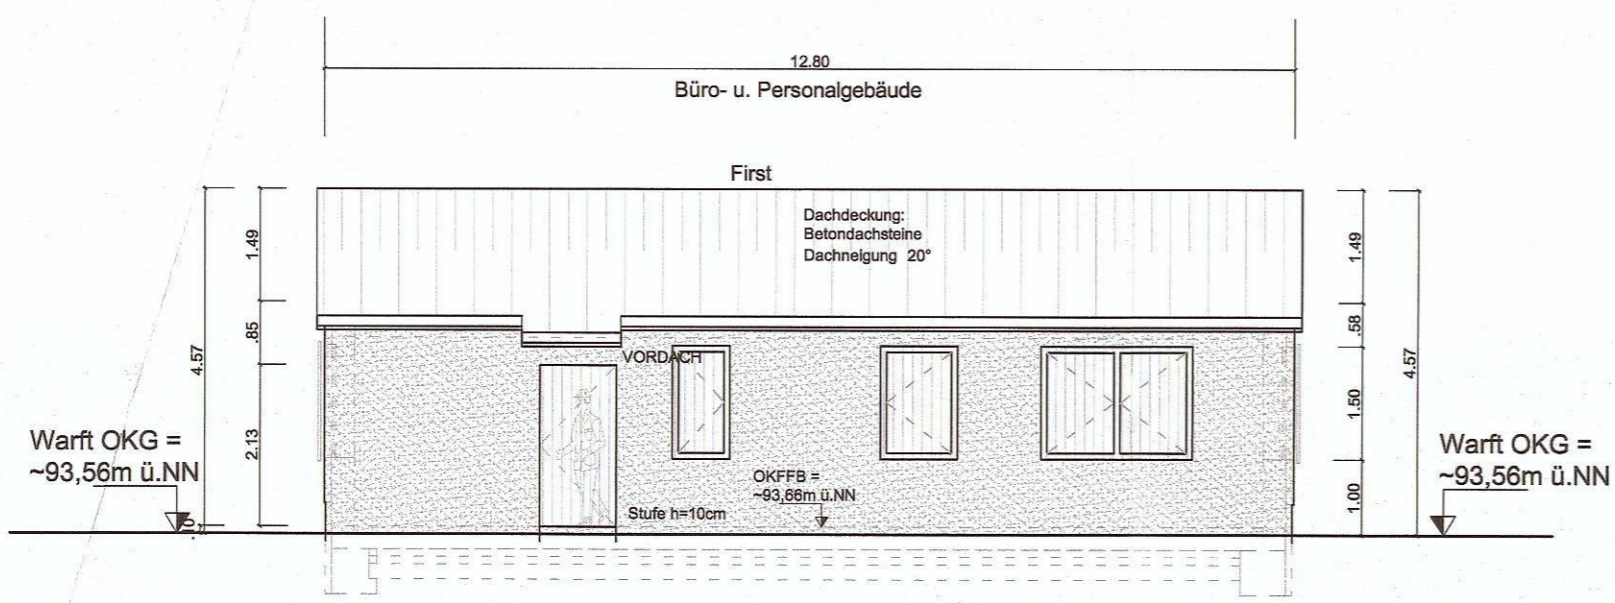 12.80
Büro- u. Personalgebäude
First
Dachdeckung:
Betondachsteine
Dachneigung 20°
1.49
.85
2.13
.10
4.57
1.49
.58
1.50
1.00
4.57
VORDACH
Warft OKG =
~93,56m ü.NN
OKFFB =
~93,66m ü.NN
Stufe h=10cm
Warft OKG =
~93,56m ü.NN